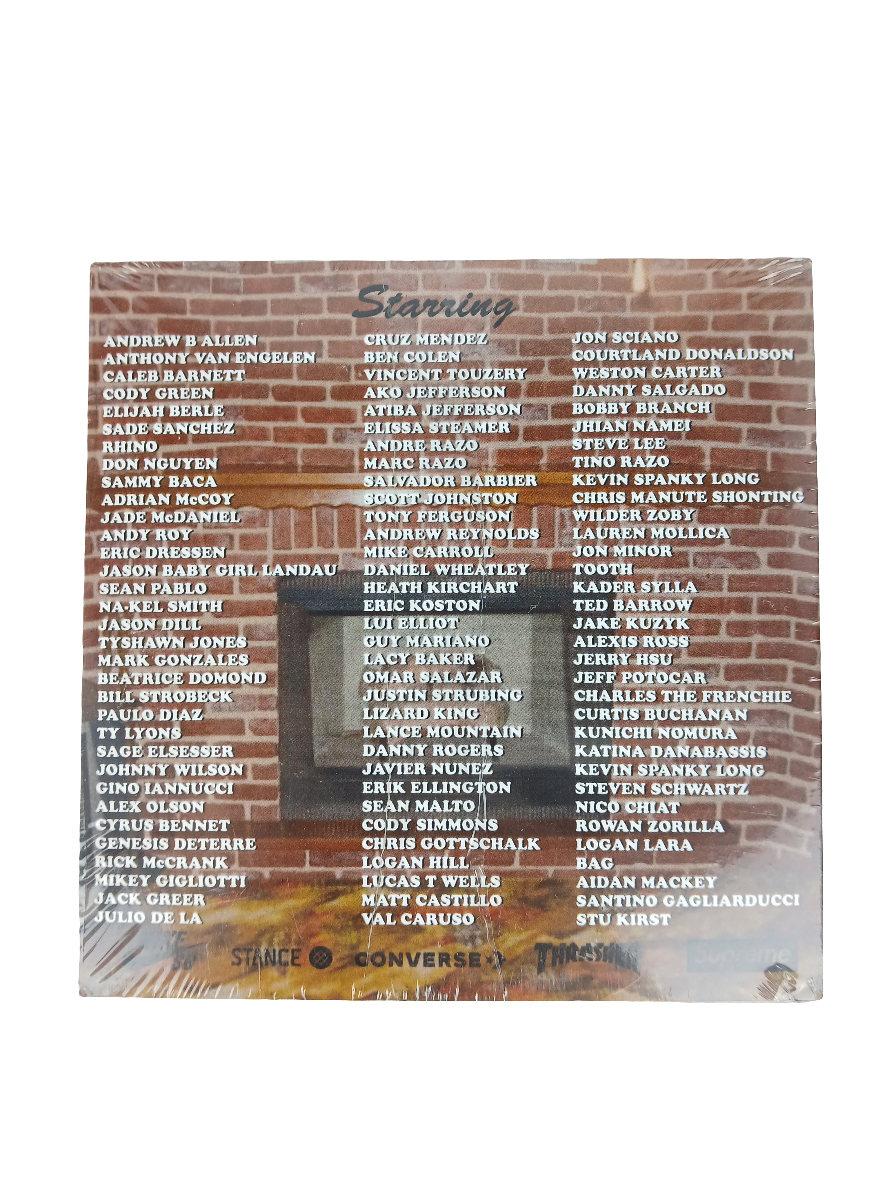 Starring
ANDREW B ALLEN
ANTHONY VAN ENGELEN
CALEB BARNETT
CODY GREEN
ELIJAH BERLE
SADE SANCHEZ
RHINO
DON NGUYEN
SAMMY BACA
ADRIAN McCOY
JADE McDANIEL
ANDY ROY
ERIC DRESSEN
JASON BABY GIRL LANDAU
SEAN PABLO
NA-KEL SMITH
JASON DILL
TYSHAWN JONES
MARK GONZALES
BEATRICE DOMOND
BILL STROBECK
PAULO DIAZ
TY LYONS
SAGE ELSESSER
JOHNNY WILSON
GINO IANNUCCI
ALEX OLSON
CYRUS BENNET
GENESIS DETERRE
RICK McCRANK
MIKEY GIGLIOTTI
JACK GREER
JULIO DE LA
CRUZ MENDEZ
BEN COLEN
VINCENT TOUZERY
AKO JEFFERSON
ATIBA JEFFERSON
ELISSA STEAMER
ANDRE RAZO
MARC RAZO
SALVADOR BARBIER
SCOTT JOHNSTON
TONY FERGUSON
ANDREW REYNOLDS
MIKE CARROLL
DANIEL WHEATLEY
HEATH KIRCHART
ERIC KOSTON
LUI ELLIOT
GUY MARIANO
LACY BAKER
OMAR SALAZAR
JUSTIN STRUBING
LIZARD KING
LANCE MOUNTAIN
DANNY ROGERS
JAVIER NUNEZ
ERIK ELLINGTON
SEAN MALTO
CODY SIMMONS
CHRIS GOTTSCHALK
LOGAN HILL
LUCAS T WELLS
MATT CASTILLO
VAL CARUSO
JON SCIANO
COURTLAND DONALDSON
WESTON CARTER
DANNY SALGADO
BOBBY BRANCH
JHIAN NAMEI
STEVE LEE
TINO RAZO
KEVIN SPANKY LONG
CHRIS MANUTE SHONTING
WILDER ZOBY
LAUREN MOLLICA
JON MINOR
TOOTH
KADER SYLLA
TED BARROW
JAKE KUZYK
ALEXIS ROSS
JERRY HSU
JEFF POTOCAR
CHARLES THE FRENCHIE
CURTIS BUCHANAN
KUNICHI NOMURA
KATINA DANABASSIS
KEVIN SPANKY LONG
STEVEN SCHWARTZ
NICO CHIAT
ROWAN ZORILLA
LOGAN LARA
BAG
AIDAN MACKEY
SANTINO GAGLIARDUCCI
STU KIRST
STANCE CONVERSE THRASHER Supreme